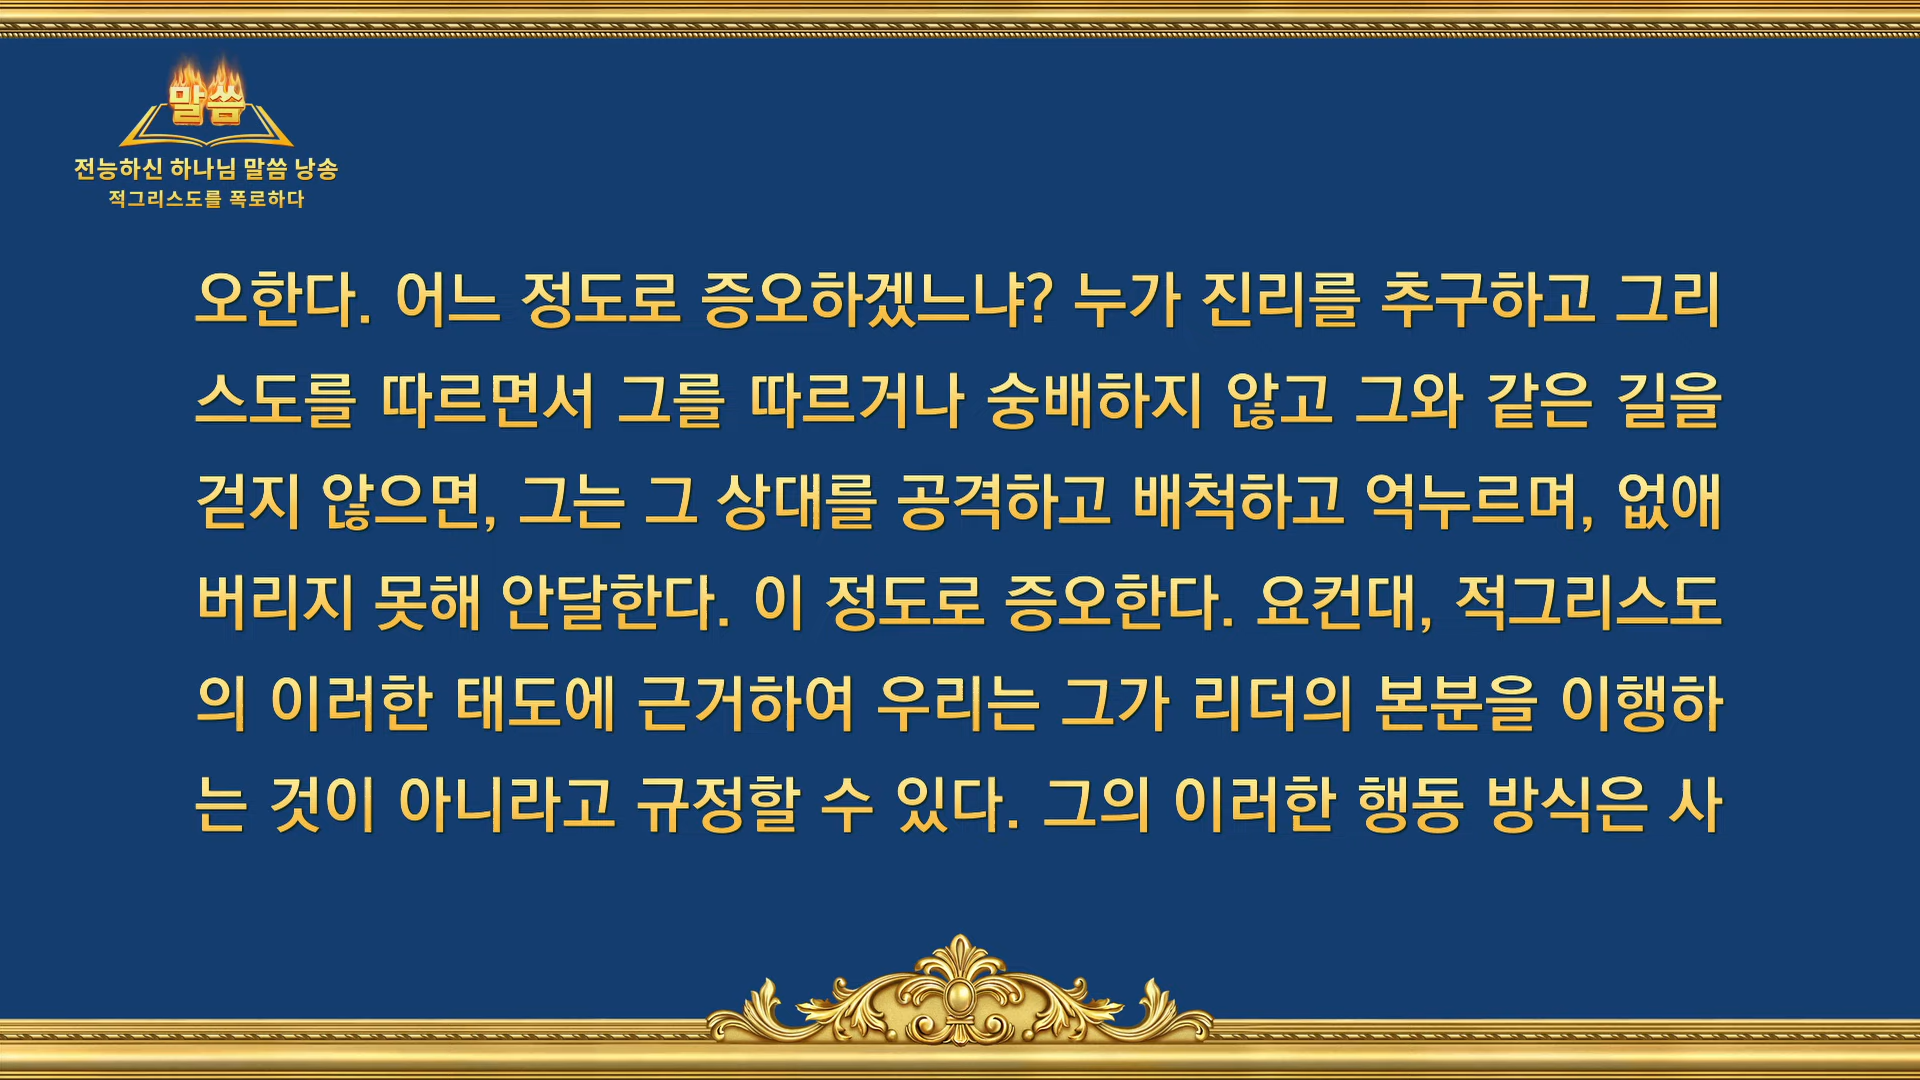 말씀
전능하신 하나님 말씀 낭송
적그리스도를 폭로하다
오한다. 어느 정도로 증오하겠느냐? 누가 진리를 추구하고 그리
스도를 따르면서 그를 따르거나 숭배하지 않고 그와 같은 길을
걷지 않으면, 그는 그 상대를 공격하고 배척하고 억누르며, 없애
버리지 못해 안달한다. 이 정도로 증오한다. 요컨대, 적그리스도
의 이러한 태도에 근거하여 우리는 그가 리더의 본분을 이행하
는 것이 아니라고 규정할 수 있다. 그의 이러한 행동 방식은 사